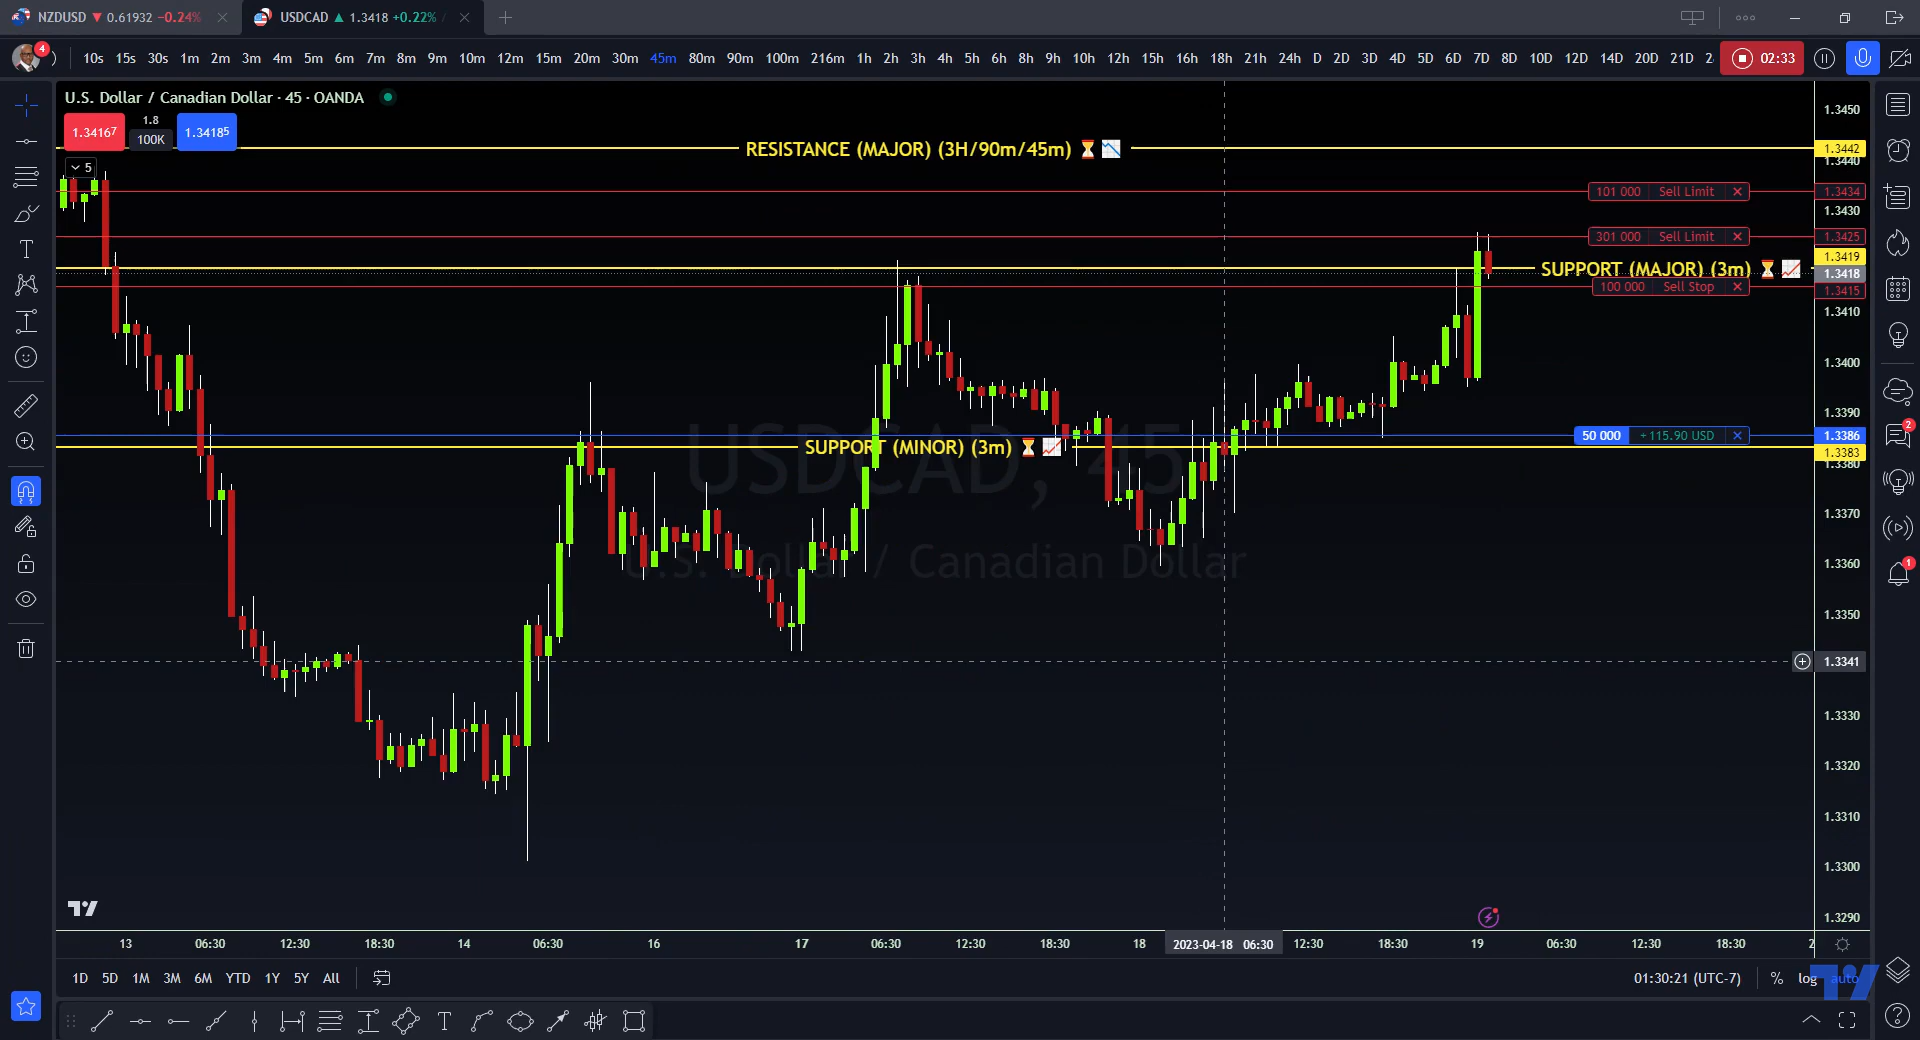 NZDUSD ▼ 0.61932 −0.24%
USDCAD ▲ 1.3418 +0.22%
4
10s 15s 30s 1m 2m 3m 4m 5m 6m 7m 8m 9m 10m 12m 15m 20m 30m 45m 80m 90m 100m 216m 1h 2h 3h 4h 5h 6h 8h 9h 10h 12h 15h 16h 18h 21h 24h D 2D 3D 4D 5D 6D 7D 8D 10D 12D 14D 20D 21D 02:33
U.S. Dollar / Canadian Dollar · 45 · OANDA
1.34167 1.8 100K 1.34185
5
RESISTANCE (MAJOR) (3H/90m/45m) ⏳ 📉
101 000 Sell Limit ×
301 000 Sell Limit ×
SUPPORT (MAJOR) (3m) ⏳ 📈
100 000 Sell Stop ×
50 000 +115.90 USD ×
SUPPORT (MINOR) (3m) ⏳ 📈
USDCAD, 45
U.S. Dollar / Canadian Dollar
1.3450
1.3442
1.3440
1.3434
1.3430
1.3425
1.3419
1.3418
1.3415
1.3410
1.3400
1.3390
1.3386
1.3383
1.3380
1.3370
1.3360
1.3350
1.3341
1.3330
1.3320
1.3310
1.3300
1.3290
2
1
13 06:30 12:30 18:30 14 06:30 16 17 06:30 12:30 18:30 18 2023-04-18 06:30 12:30 18:30 19 06:30 12:30 18:30 2
1D 5D 1M 3M 6M YTD 1Y 5Y All
01:30:21 (UTC-7) % log auto